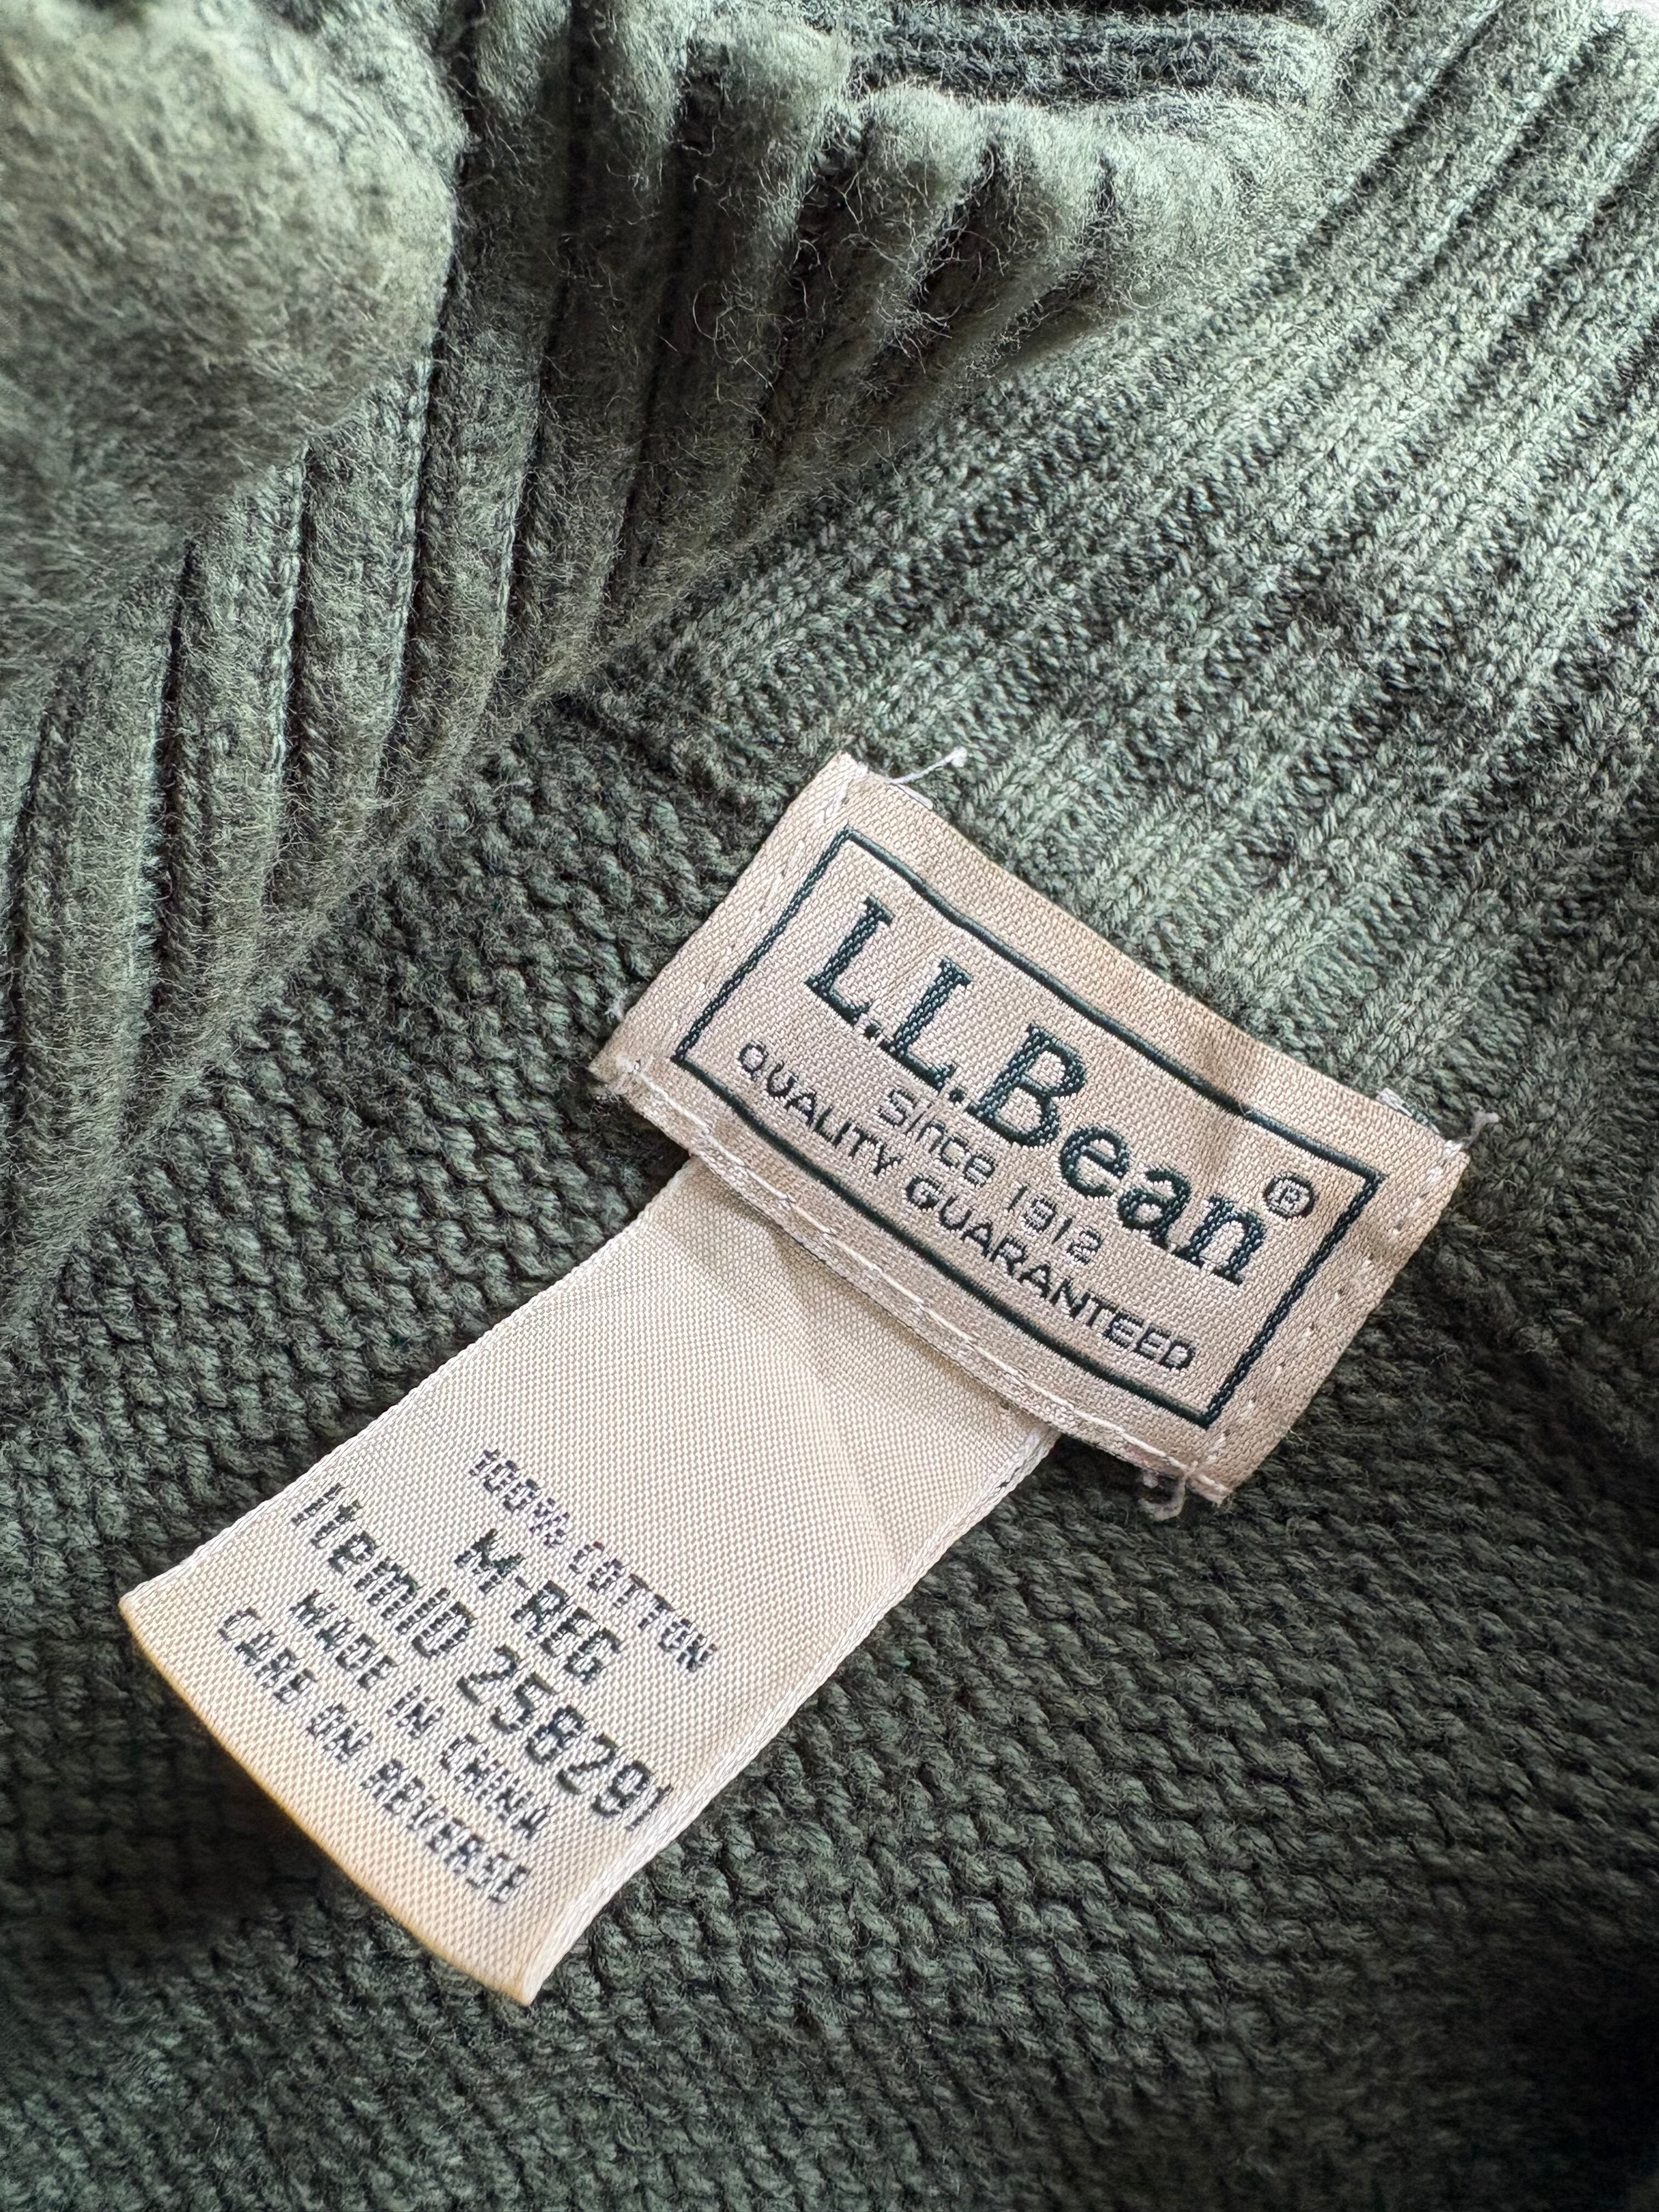 L.L.Bean®
Since 1912
QUALITY GUARANTEED
100% COTTON
M-REG
ItemID 258291
MADE IN CHINA
CARE ON REVERSE